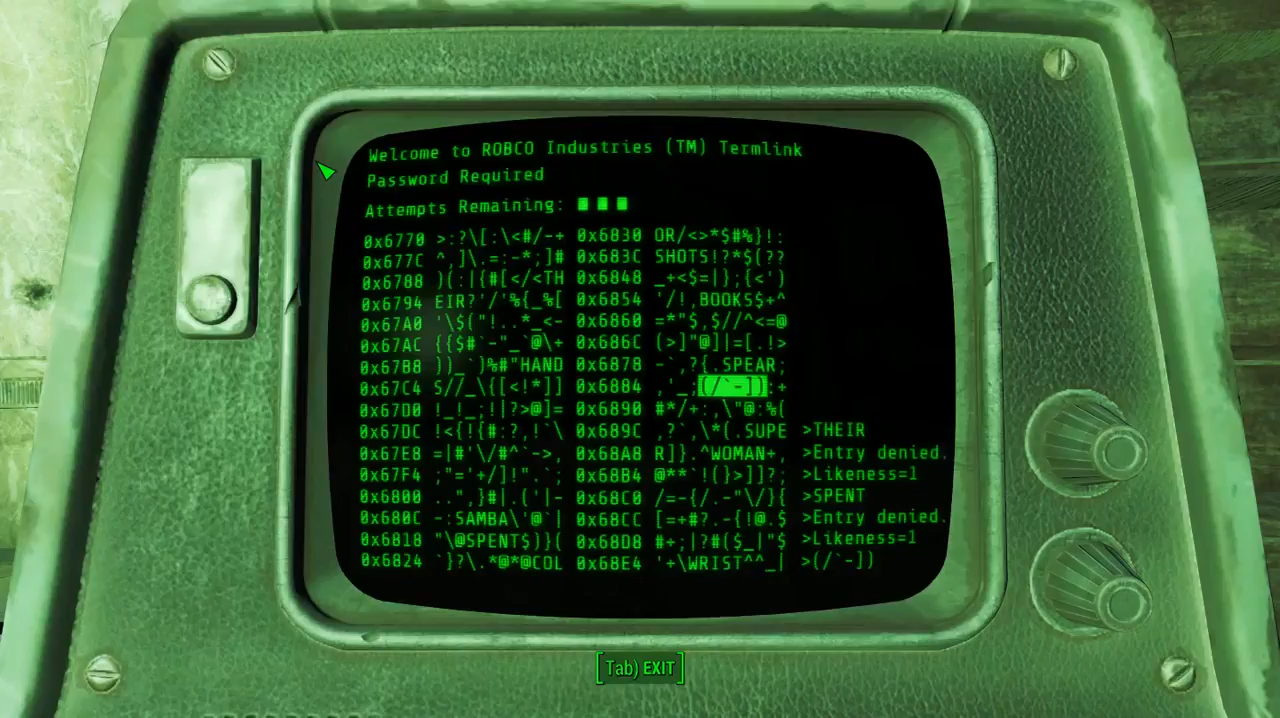 Welcome to ROBCO Industries (TM) Termlink
Password Required
Attempts Remaining: ■ ■ ■
0x6770 >:?\[:\<#/-+ 0x6830 OR/<>*$#%}!:
0x677C ^,]\.=:-*;]# 0x683C SHOTS!?*$(??
0x6788 )(:|{#[</<TH 0x6848 _+<$=|};{<')
0x6794 EIR?'/'%{_%[ 0x6854 '/!,BOOKS$+^
0x67A0 '\$("!..*_<- 0x6860 =*"$,$//^<=@
0x67AC {{$#`-"_`@\+ 0x686C (>]"@]|=[.!>
0x67B8 ))_`}%#"HAND 0x6878 -`,?{.SPEAR;
0x67C4 S//_\{[<!*]] 0x6884 ,'_;(/`-]):+
0x67D0 !_!_;!|?>@]= 0x6890 #*/+:,\"@:%(
0x67DC !<{!{#:?,!`\ 0x689C ,?`,\*(.SUPE >THEIR
0x67E8 =|#'\/#^`->, 0x68A8 R]}.^WOMAN+, >Entry denied.
0x67F4 ;"='+/]!".`; 0x68B4 @**`!(}>]]?; >Likeness=1
0x6800 ..",}#|.('|- 0x68C0 /=-{/.-"\/}{ >SPENT
0x680C -:SAMBA\'@`| 0x68CC [=+#?.-{!@.$ >Entry denied.
0x6818 "\@SPENT$)}( 0x68D8 #+;|?#($_|"$ >Likeness=1
0x6824 `}?\.*@*@COL 0x68E4 '+\WRIST^^_| >(/`-])
Tab) EXIT